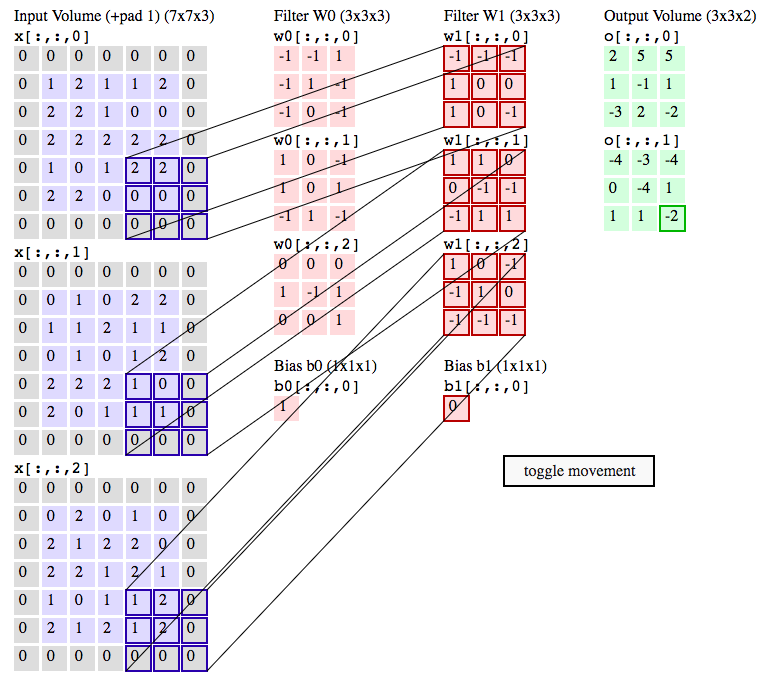 Input Volume (+pad 1) (7x7x3)
x[:,:,0]
0 0 0 0 0 0 0
0 1 2 1 1 2 0
0 2 2 1 0 0 0
0 2 2 2 2 2 0
0 1 0 1 2 2 0
0 2 2 0 0 0 0
0 0 0 0 0 0 0
x[:,:,1]
0 0 0 0 0 0 0
0 0 1 0 2 2 0
0 1 1 2 1 1 0
0 0 1 0 1 2 0
0 2 2 2 1 0 0
0 2 0 1 1 1 0
0 0 0 0 0 0 0
x[:,:,2]
0 0 0 0 0 0 0
0 0 2 0 1 0 0
0 2 1 2 2 0 0
0 2 2 1 2 1 0
0 1 0 1 1 2 0
0 2 1 2 1 2 0
0 0 0 0 0 0 0
Filter W0 (3x3x3)
w0[:,:,0]
-1 -1 1
-1 1 -1
-1 0 -1
w0[:,:,1]
1 0 -1
1 0 1
-1 1 -1
w0[:,:,2]
0 0 0
1 -1 1
0 0 1
Bias b0 (1x1x1)
b0[:,:,0]
1
Filter W1 (3x3x3)
w1[:,:,0]
-1 -1 -1
1 0 0
1 0 -1
w1[:,:,1]
1 1 0
0 -1 -1
-1 1 1
w1[:,:,2]
1 0 -1
-1 1 0
-1 -1 -1
Bias b1 (1x1x1)
b1[:,:,0]
0
Output Volume (3x3x2)
o[:,:,0]
2 5 5
1 -1 1
-3 2 -2
o[:,:,1]
-4 -3 -4
0 -4 1
1 1 -2
toggle movement